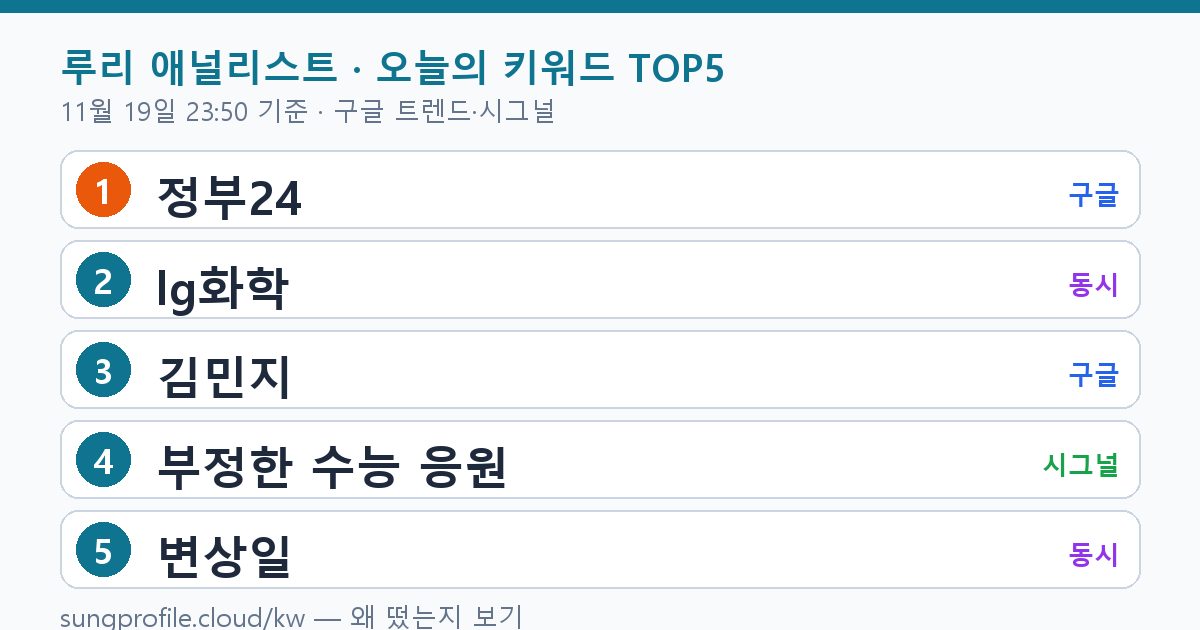 루리 애널리스트 · 오늘의 키워드 TOP5
11월 19일 23:50 기준 · 구글 트렌드·시그널
1 정부24 구글
2 lg화학 동시
3 김민지 구글
4 부정한 수능 응원 시그널
5 변상일 동시
sungprofile.cloud/kw — 왜 떴는지 보기